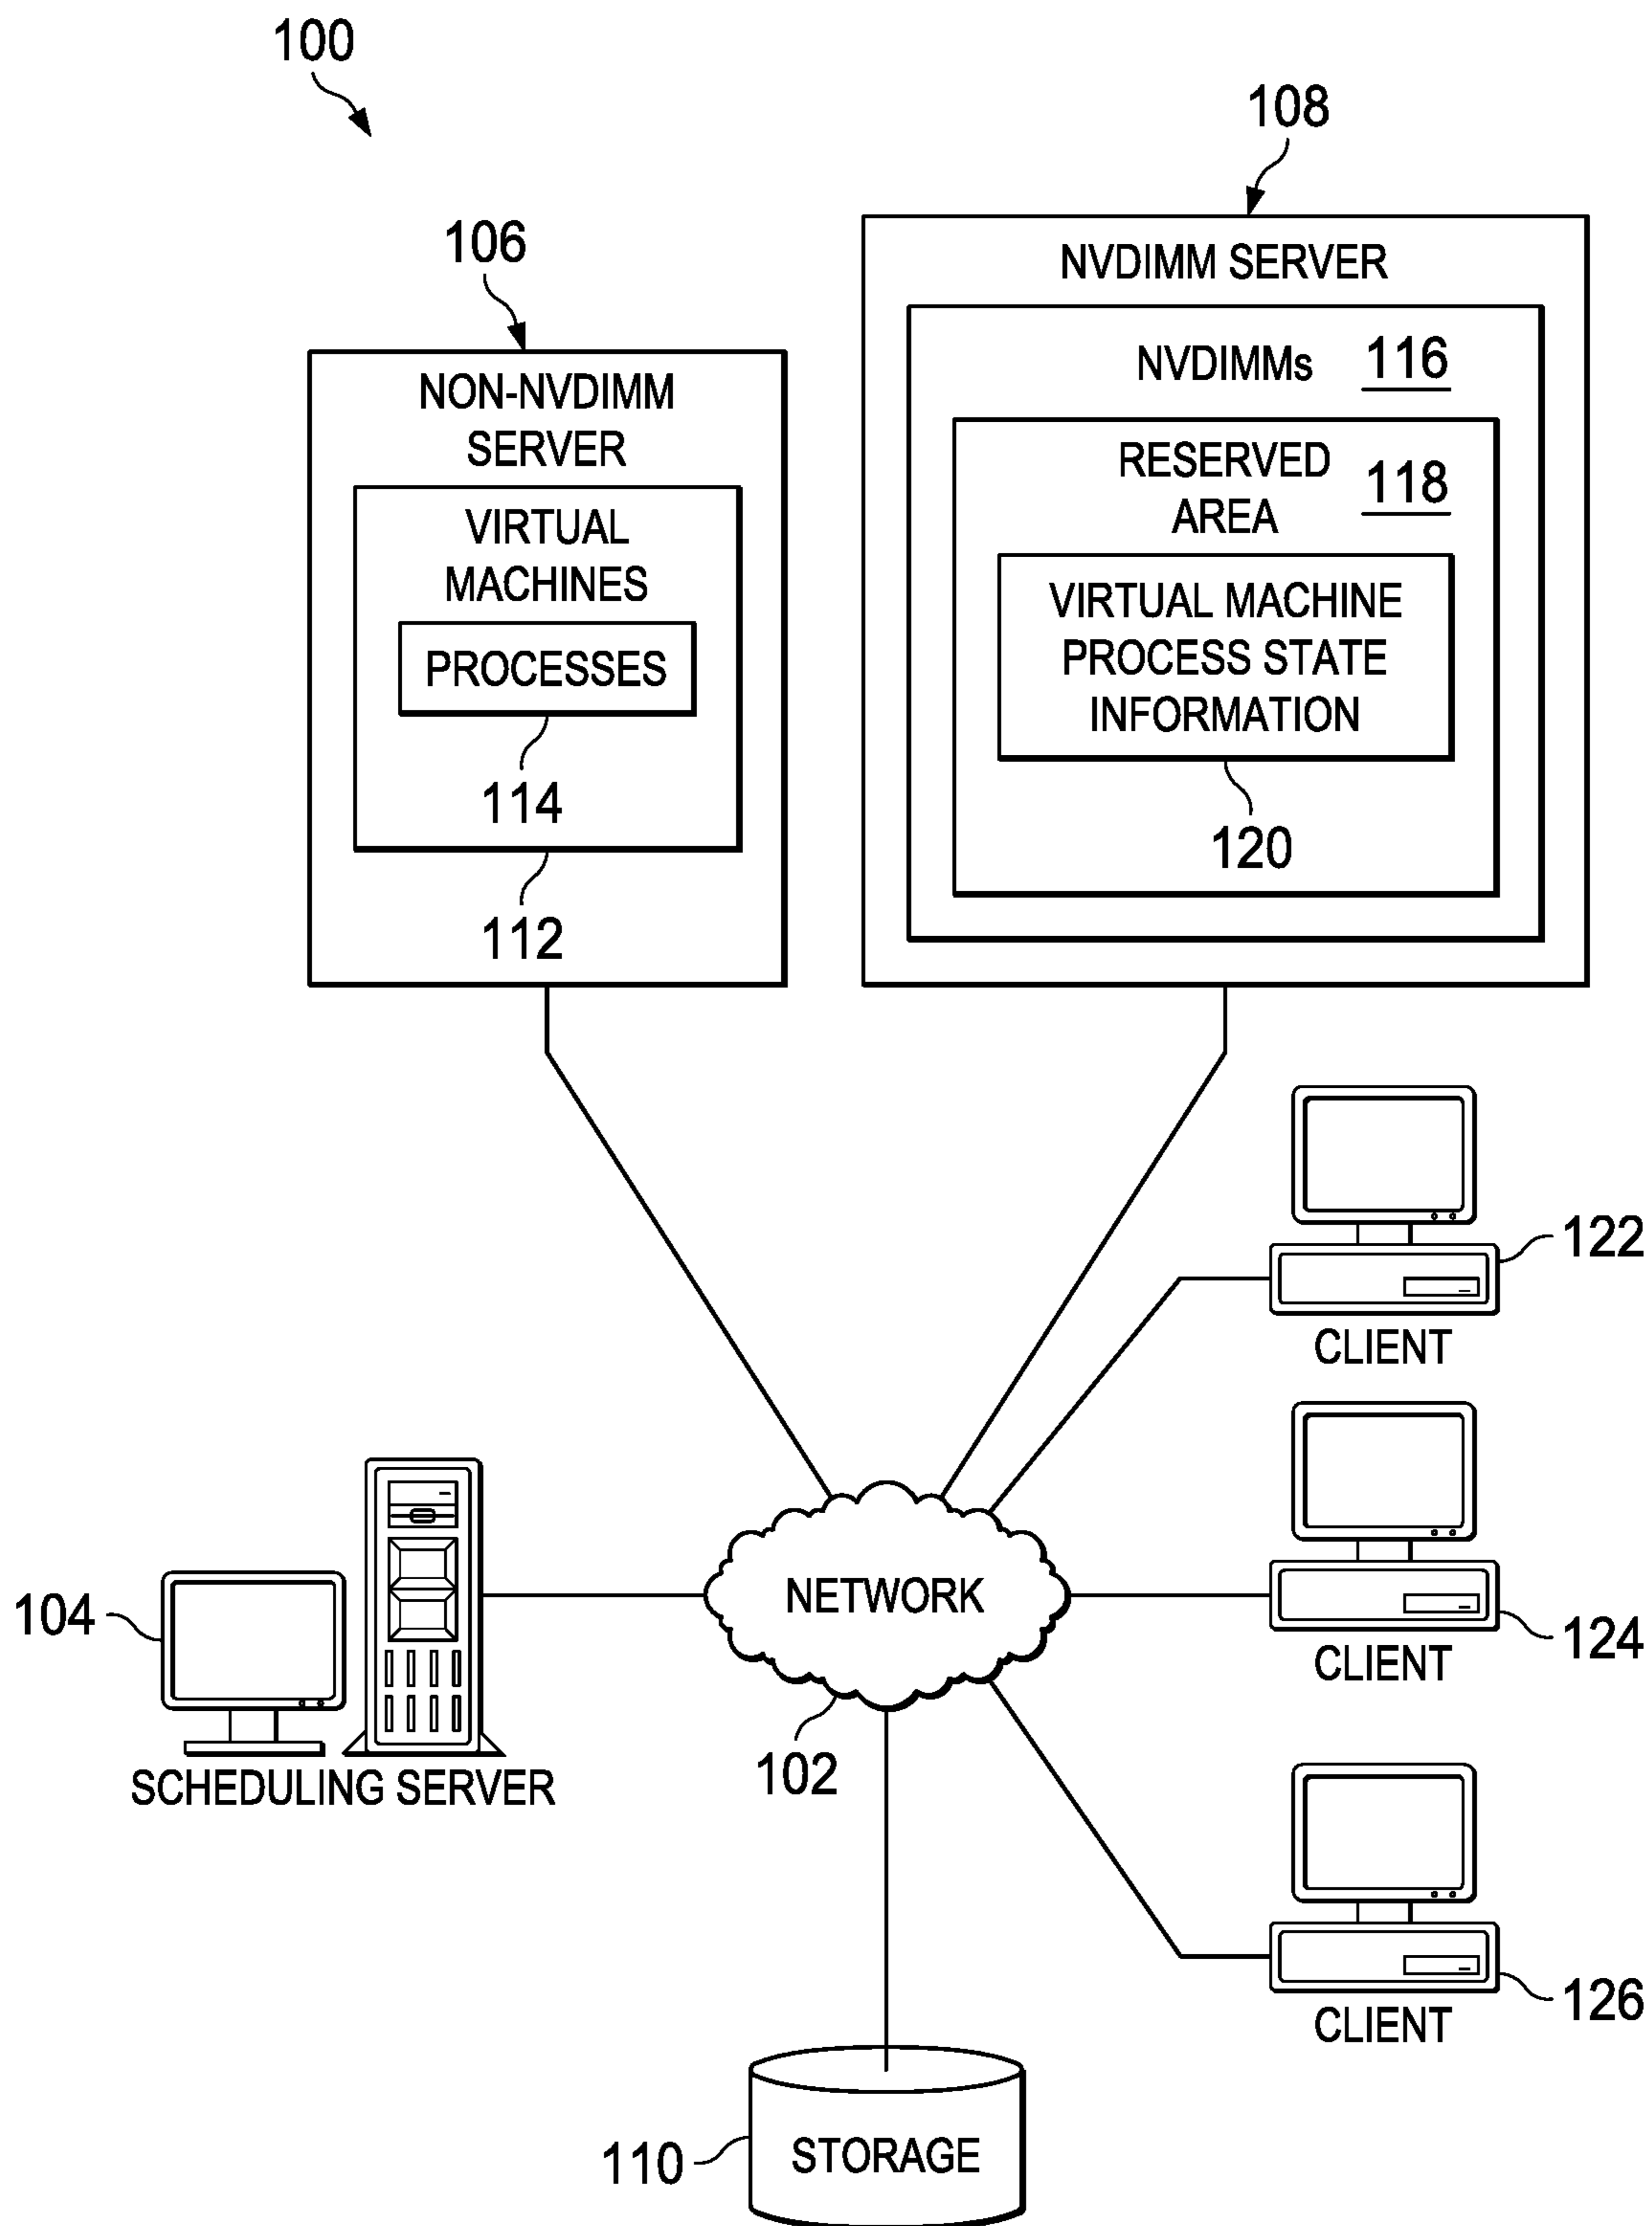 100
108
106
NVDIMM SERVER
NVDIMMs 116
NON-NVDIMM
SERVER
RESERVED
AREA
118
VIRTUAL
MACHINES
VIRTUAL MACHINE
PROCESS STATE
INFORMATION
PROCESSES
114
120
112
122
CLIENT
104
NETWORK
124
CLIENT
102
SCHEDULING SERVER
126
CLIENT
110
STORAGE